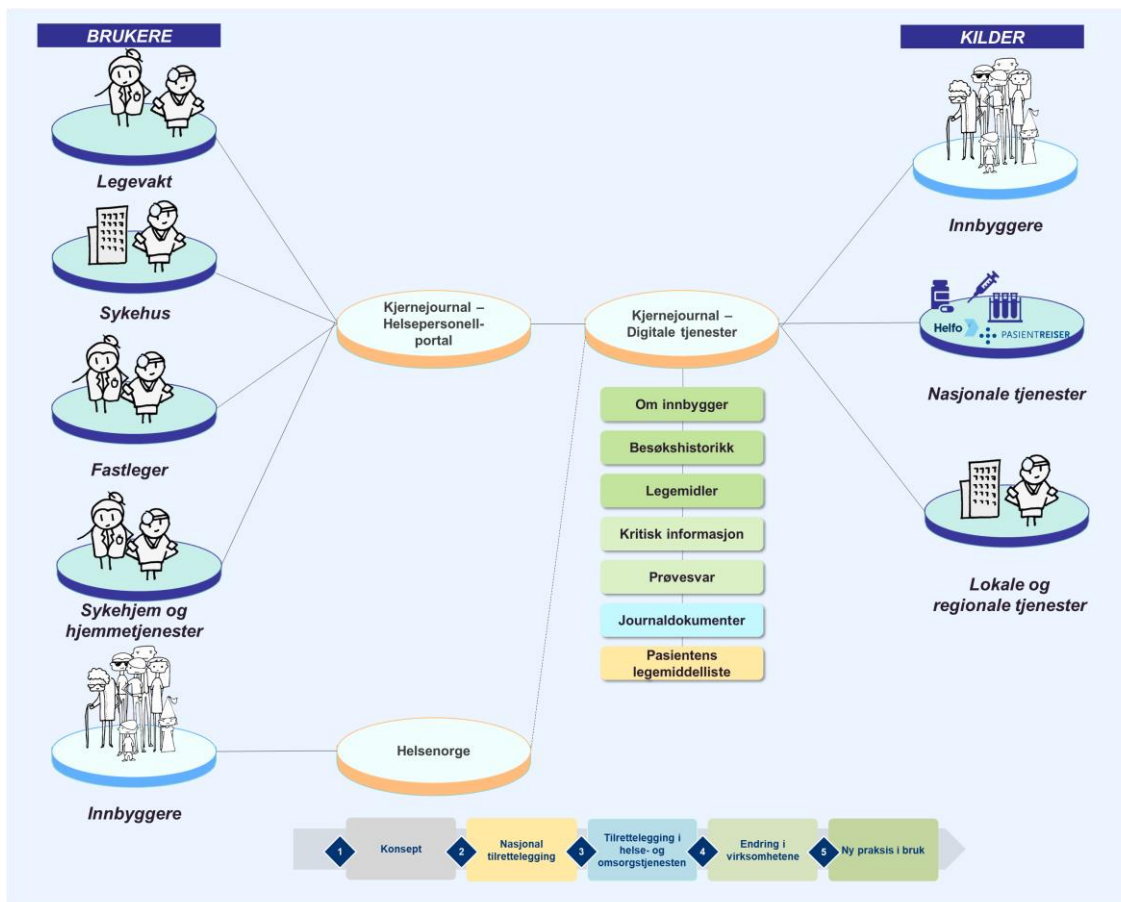 BRUKERE
KILDER
Legevakt
Innbyggere
Sykehus
Kjernejournal –
Helsepersonell-
portal
Kjernejournal –
Digitale tjenester
Helfo
PASIENTREISER
Nasjonale tjenester
Fastleger
Om innbygger
Besøkshistorikk
Legemidler
Kritisk informasjon
Prøvesvar
Journaldokumenter
Pasientens
legemiddelliste
Lokale og
regionale tjenester
Sykehjem og
hjemmetjenester
Helsenorge
Innbyggere
1
Konsept
2
Nasjonal
tilrettelegging
3
Tilrettelegging i
helse- og
omsorgstjenesten
4
Endring i
virksomhetene
5
Ny praksis i bruk